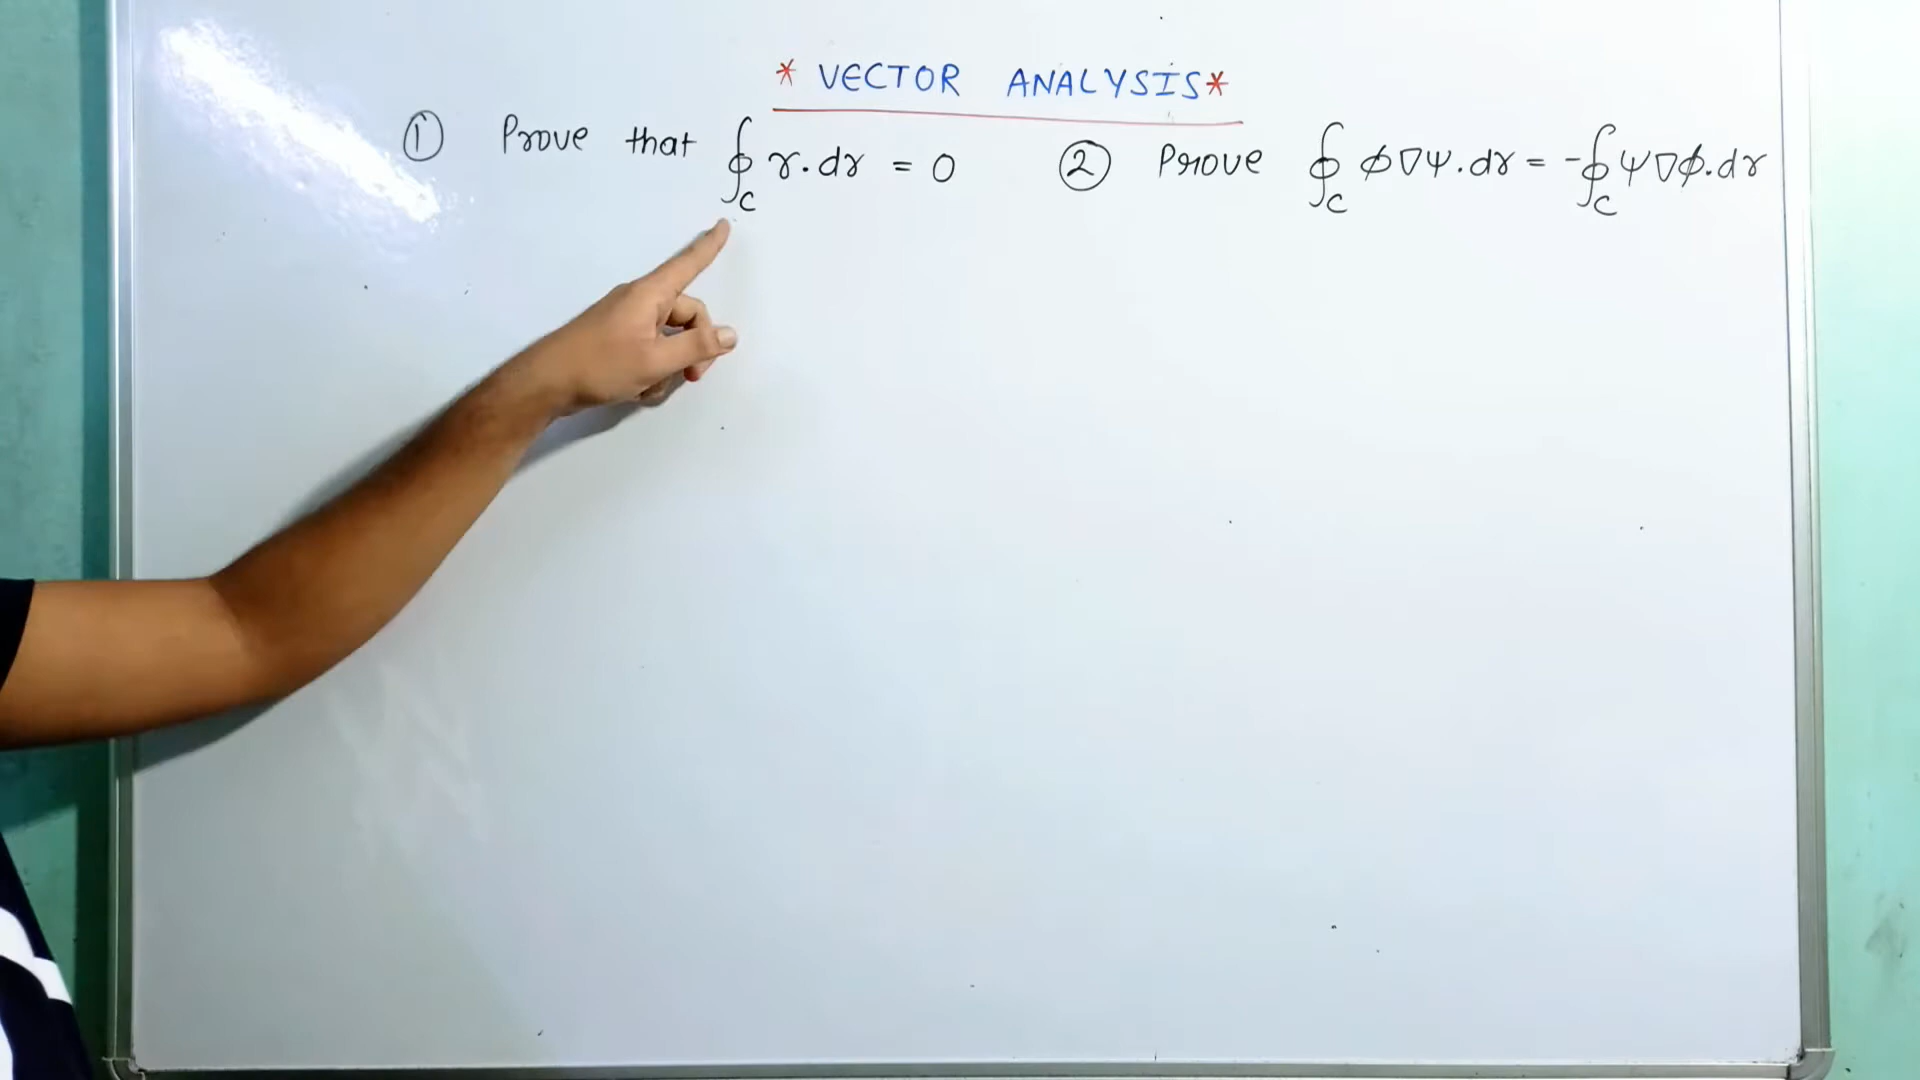 * VECTOR ANALYSIS *
① Prove that ∮_C r.dr = 0
② Prove ∮_C ϕ∇ψ.dr = -∮_C ψ∇ϕ.dr